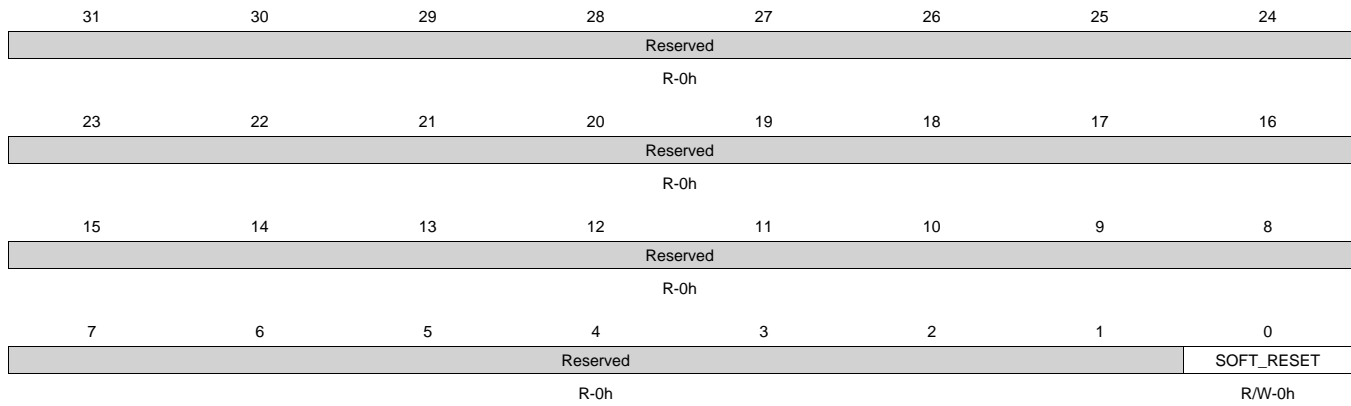 31 30 29 28 27 26 25 24
Reserved
R-0h
23 22 21 20 19 18 17 16
Reserved
R-0h
15 14 13 12 11 10 9 8
Reserved
R-0h
7 6 5 4 3 2 1 0
Reserved SOFT_RESET
R-0h R/W-0h